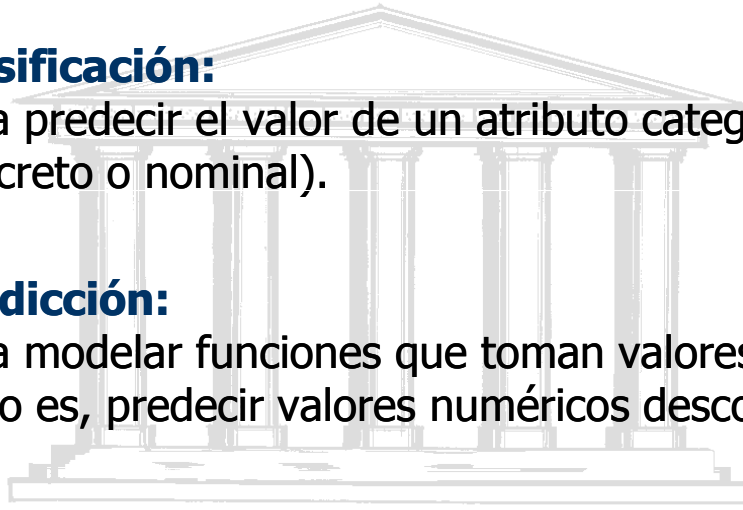 sificación:
a predecir el valor de un atributo categ
creto o nominal).
dicción:
a modelar funciones que toman valores
o es, predecir valores numéricos desco